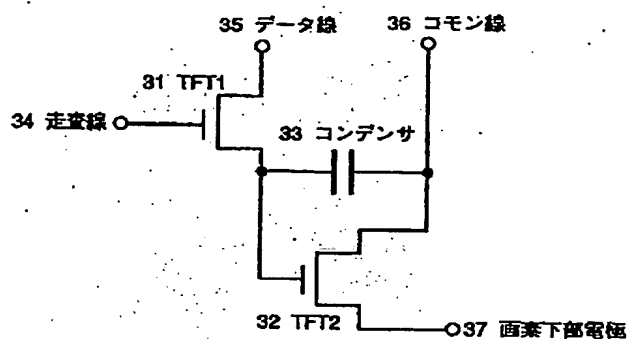 35 データ線
36 コモン線
31 TFT1
34 走査線
33 コンデンサ
32 TFT2
37 画素下部電極